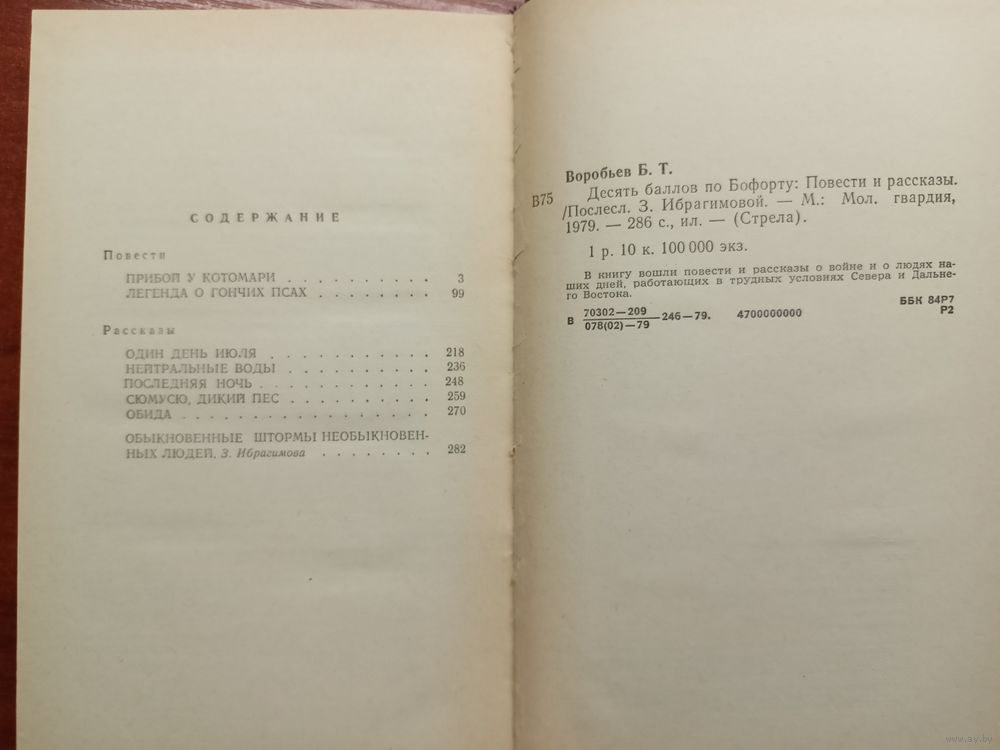 СОДЕРЖАНИЕ
Повести
ПРИБОЙ У КОТОМАРИ . . . . . . . . . 3
ЛЕГЕНДА О ГОНЧИХ ПСАХ . . . . . . . . 99
Рассказы
ОДИН ДЕНЬ ИЮЛЯ . . . . . . . . . . 218
НЕЙТРАЛЬНЫЕ ВОДЫ . . . . . . . . . 236
ПОСЛЕДНЯЯ НОЧЬ . . . . . . . . . . 248
СЮМУСЮ, ДИКИЙ ПЕС . . . . . . . . . 259
ОБИДА . . . . . . . . . . . . . . . 270
ОБЫКНОВЕННЫЕ ШТОРМЫ НЕОБЫКНОВЕН-
НЫХ ЛЮДЕЙ. З. Ибрагимова . . . . . . . . 282
Воробьев Б. Т.
В75 Десять баллов по Бофорту: Повести и рассказы.
/Послесл. З. Ибрагимовой. — М.: Мол. гвардия,
1979. — 286 с., ил. — (Стрела).
1 р. 10 к. 100 000 экз.
В книгу вошли повести и рассказы о войне и о людях на-
ших дней, работающих в трудных условиях Севера и Дальне-
го Востока.
В 70302—209
078(02)—79 246—79. 4700000000
ББК 84Р7
Р2
www.ay.by